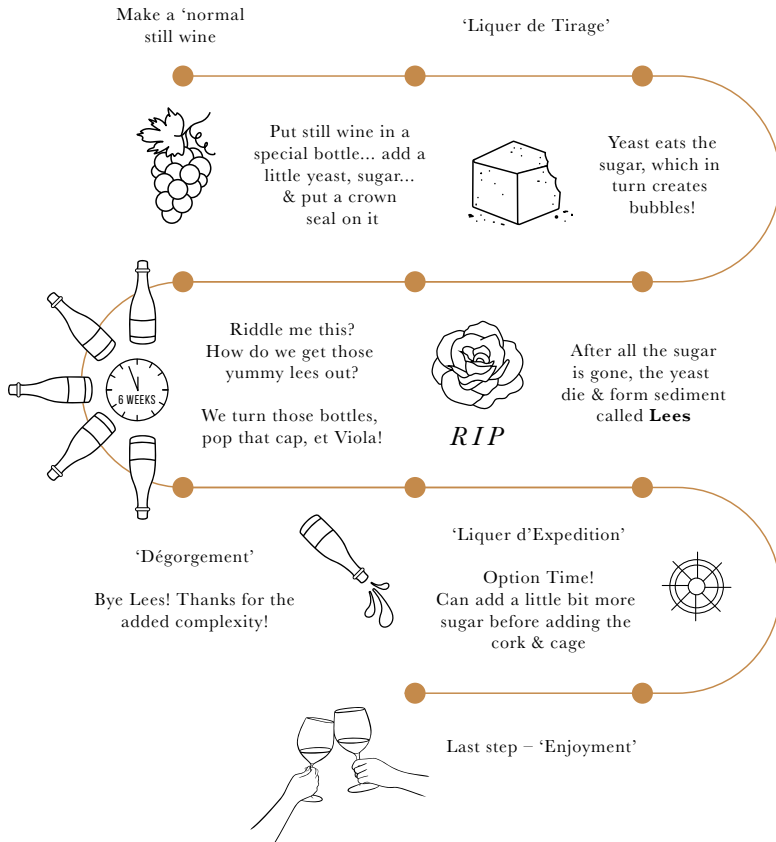 Make a ‘normal
still wine
‘Liquer de Tirage’
Put still wine in a
special bottle... add a
little yeast, sugar...
& put a crown
seal on it
Yeast eats the
sugar, which in
turn creates
bubbles!
After all the sugar
is gone, the yeast
die & form sediment
called Lees
RIP
Riddle me this?
How do we get those
yummy lees out?
We turn those bottles,
pop that cap, et Viola!
6 WEEKS
‘Dégorgement’
Bye Lees! Thanks for the
added complexity!
‘Liquer d’Expedition’
Option Time!
Can add a little bit more
sugar before adding the
cork & cage
Last step – ‘Enjoyment’